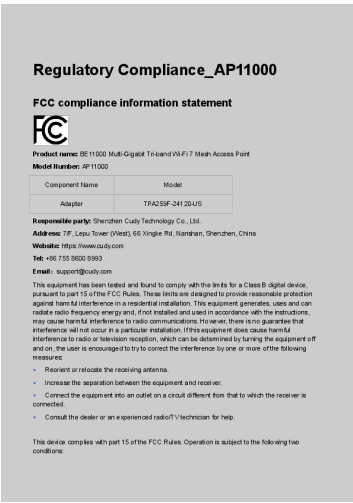 Regulatory Compliance_AP11000
FCC compliance information statement
FC
Product name: BE11000 Multi-Gigabit Tri-band Wi-Fi 7 Mesh Access Point
Model Number: AP11000
Component Name Model
Adapter TPA259F-24120-US
Responsible party: Shenzhen Cudy Technology Co., Ltd.
Address: 7/F, Lepu Tower (West), 66 Xingke Rd, Nanshan, Shenzhen, China
Website: https://www.cudy.com
Tel: +86 755 8600 8993
Email：support@cudy.com
This equipment has been tested and found to comply with the limits for a Class B digital device,
pursuant to part 15 of the FCC Rules. These limits are designed to provide reasonable protection
against harmful interference in a residential installation. This equipment generates, uses and can
radiate radio frequency energy and, if not installed and used in accordance with the instructions,
may cause harmful interference to radio communications. However, there is no guarantee that
interference will not occur in a particular installation. If this equipment does cause harmful
interference to radio or television reception, which can be determined by turning the equipment off
and on, the user is encouraged to try to correct the interference by one or more of the following
measures:
- Reorient or relocate the receiving antenna.
- Increase the separation between the equipment and receiver.
- Connect the equipment into an outlet on a circuit different from that to which the receiver is
connected.
- Consult the dealer or an experienced radio/TV technician for help.
This device complies with part 15 of the FCC Rules. Operation is subject to the following two
conditions: